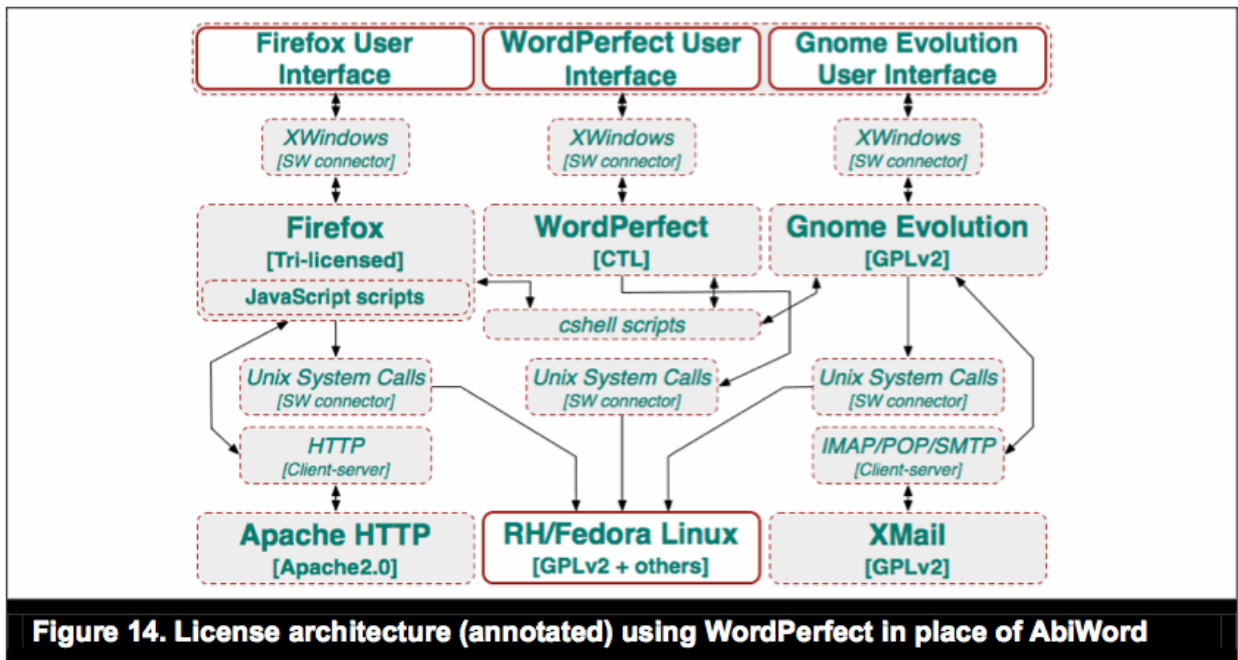 Firefox User
Interface
WordPerfect User
Interface
Gnome Evolution
User Interface
XWindows
[SW connector]
XWindows
[SW connector]
XWindows
[SW connector]
Firefox
[Tri-licensed]
JavaScript scripts
WordPerfect
[CTL]
Gnome Evolution
[GPLv2]
cshell scripts
Unix System Calls
[SW connector]
Unix System Calls
[SW connector]
Unix System Calls
[SW connector]
HTTP
[Client-server]
IMAP/POP/SMTP
[Client-server]
Apache HTTP
[Apache2.0]
RH/Fedora Linux
[GPLv2 + others]
XMail
[GPLv2]
Figure 14. License architecture (annotated) using WordPerfect in place of AbiWord